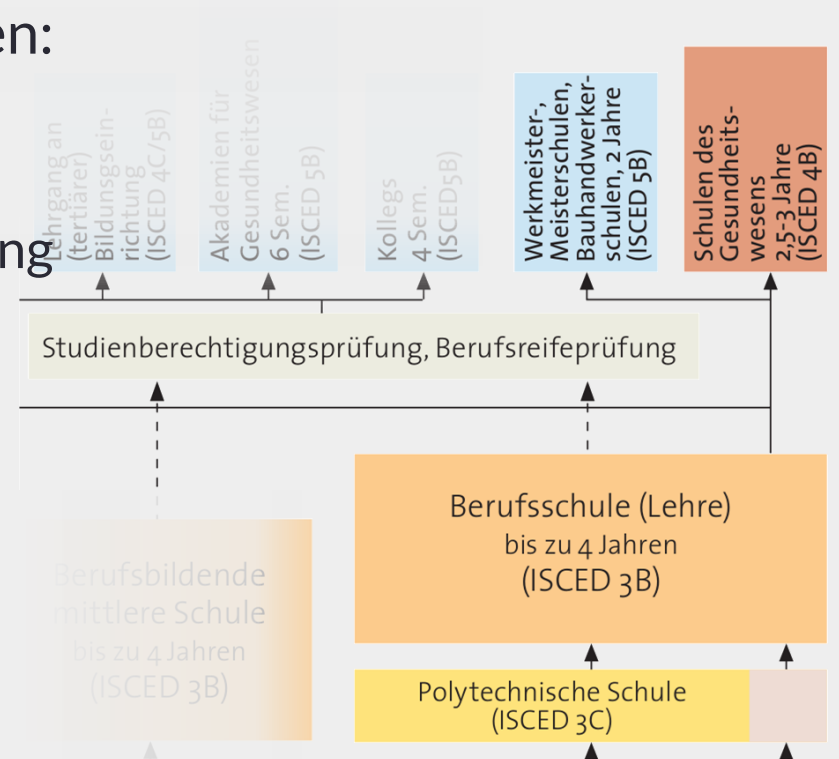 en:
ng
Lehrgang an
(tertiärer)
Bildungsgsein-
richtung
(ISCED 4C/5B)
Akademien für
Gesundheitswesen
6 Sem.
(ISCED 5B)
Kollegs
4 Sem.
(ISCED5B)
Werkmeister-,
Meisterschulen,
Bauhandwerker-
schulen, 2 Jahre
(ISCED 5B)
Schulen des
Gesundheits-
wesens
2,5-3 Jahre
(ISCED 4B)
Studienberechtigungsprüfung, Berufsreifeprüfung
Berufsschule (Lehre)
bis zu 4 Jahren
(ISCED 3B)
Berufsbildende
mittlere Schule
bis zu 4 Jahren
(ISCED 3B)
Polytechnische Schule
(ISCED 3C)